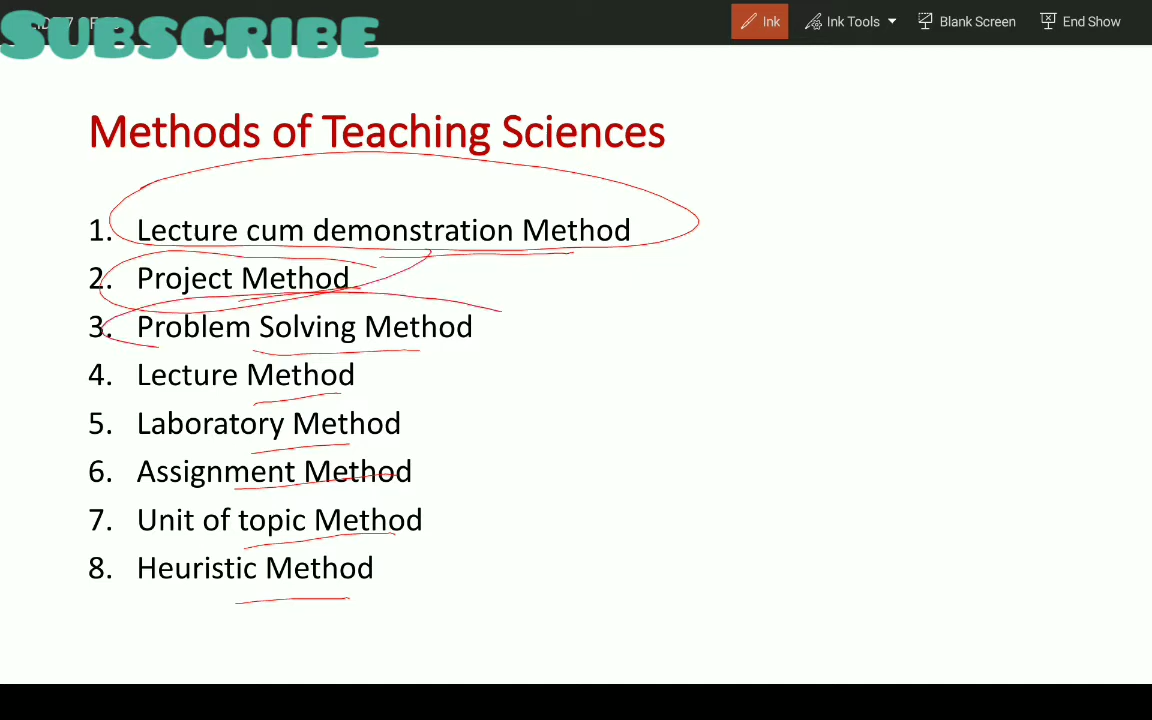 SUBSCRIBE
Ink
Ink Tools
Blank Screen
End Show
Methods of Teaching Sciences
1. Lecture cum demonstration Method
2. Project Method
3. Problem Solving Method
4. Lecture Method
5. Laboratory Method
6. Assignment Method
7. Unit of topic Method
8. Heuristic Method